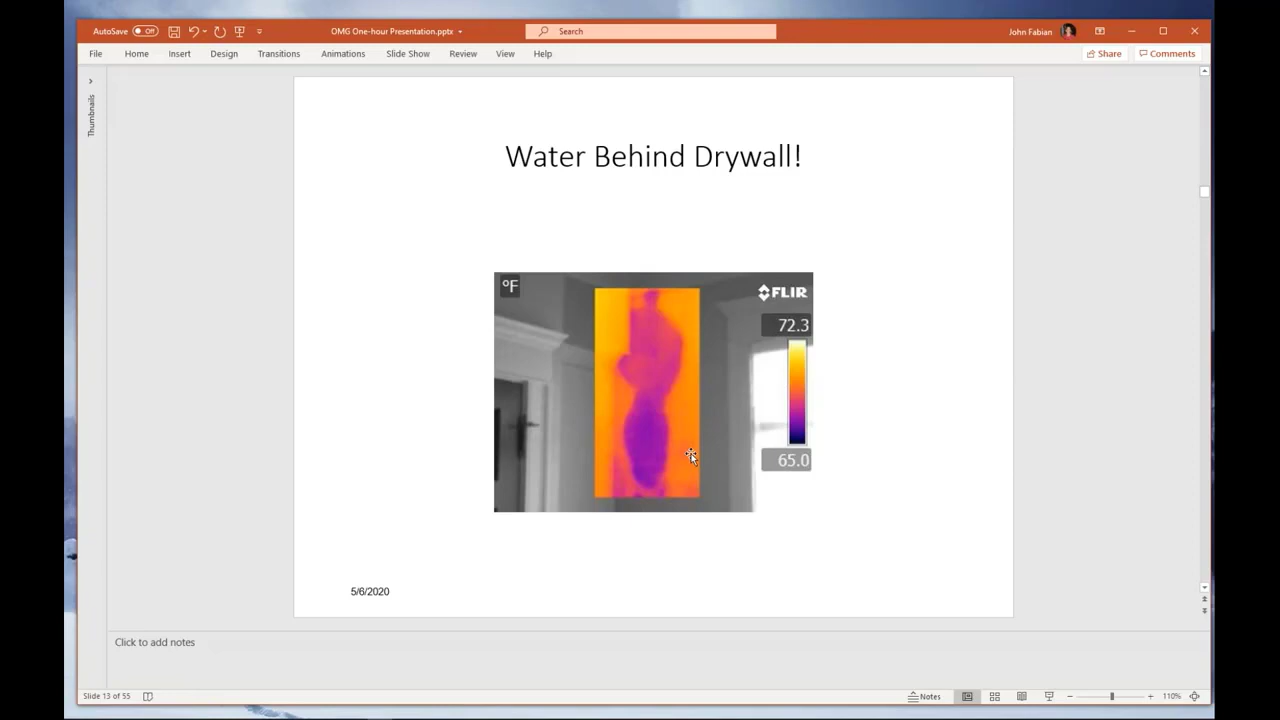 AutoSave Off OMG One-hour Presentation.pptx Search John Fabian
File Home Insert Design Transitions Animations Slide Show Review View Help Share Comments
Thumbnails
Water Behind Drywall!
°F
FLIR
72.3
65.0
5/6/2020
Click to add notes
Slide 13 of 55 Notes 110%